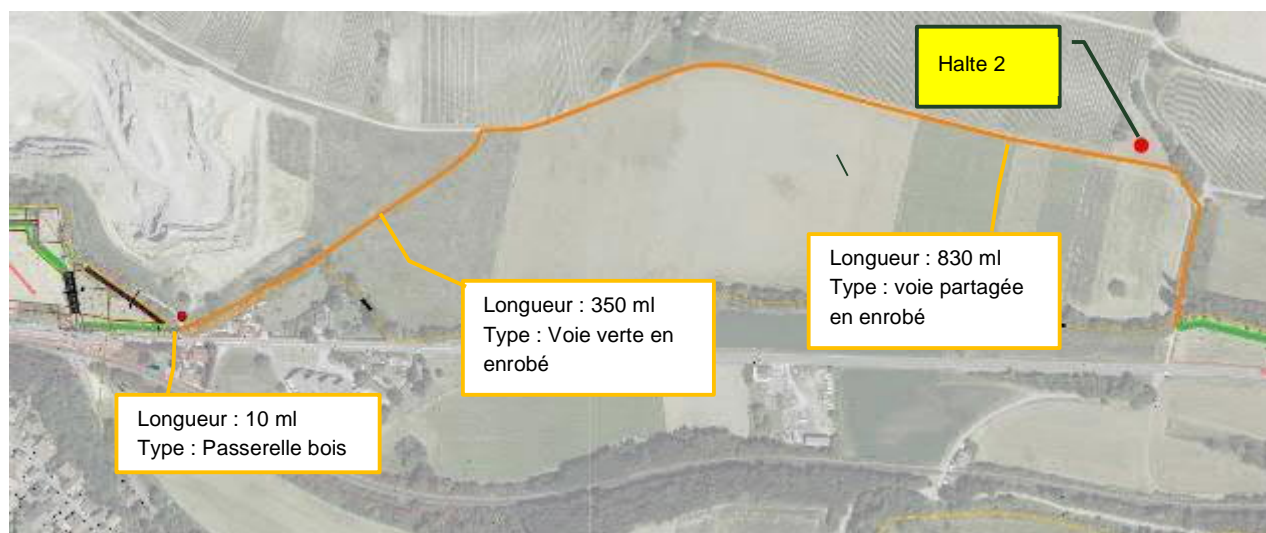 Halte 2
Longueur : 830 ml
Type : voie partagée
en enrobé
Longueur : 350 ml
Type : Voie verte en
enrobé
Longueur : 10 ml
Type : Passerelle bois